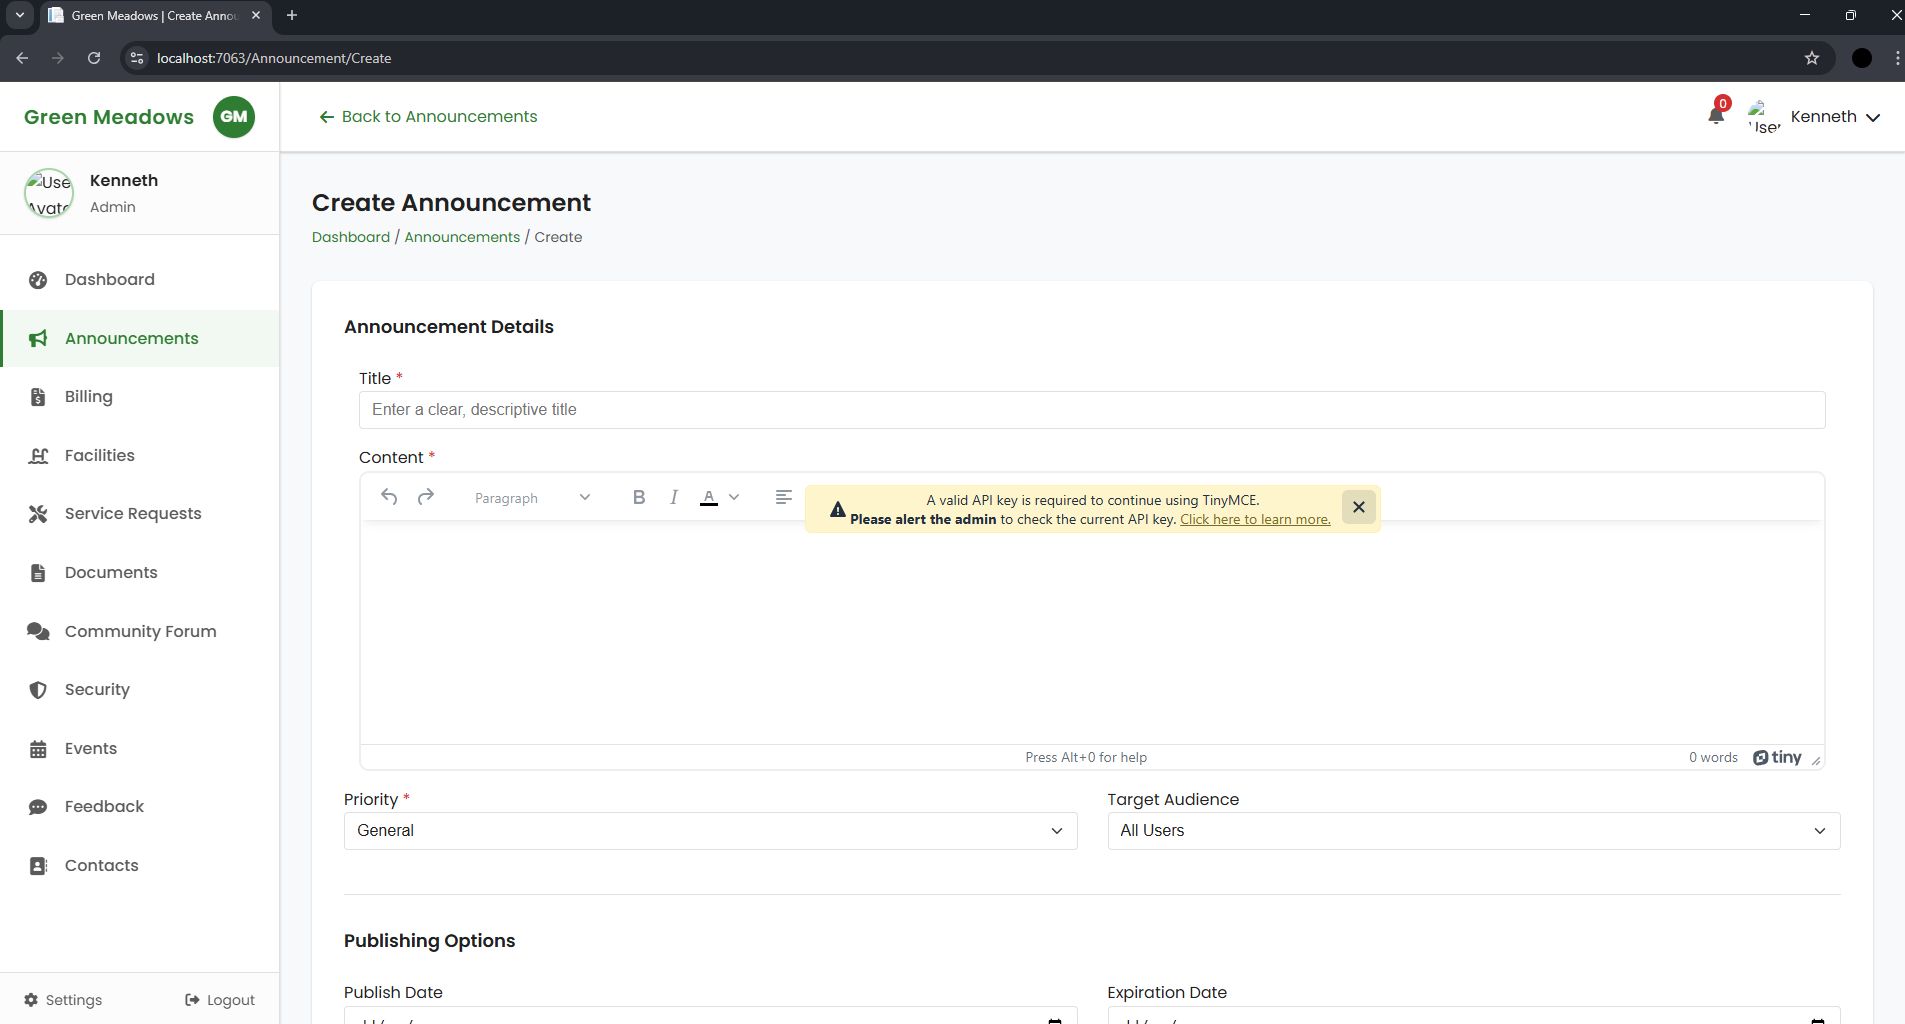 Green Meadows | Create Annou
localhost:7063/Announcement/Create
Green Meadows GM
Back to Announcements
0
User
Kenneth
User Avatar
Kenneth
Admin
Dashboard
Announcements
Billing
Facilities
Service Requests
Documents
Community Forum
Security
Events
Feedback
Contacts
Settings
Logout
Create Announcement
Dashboard / Announcements / Create
Announcement Details
Title *
Enter a clear, descriptive title
Content *
Paragraph
B I A
A valid API key is required to continue using TinyMCE.
Please alert the admin to check the current API key. Click here to learn more.
Press Alt+0 for help
0 words
tiny
Priority *
General
Target Audience
All Users
Publishing Options
Publish Date
Expiration Date